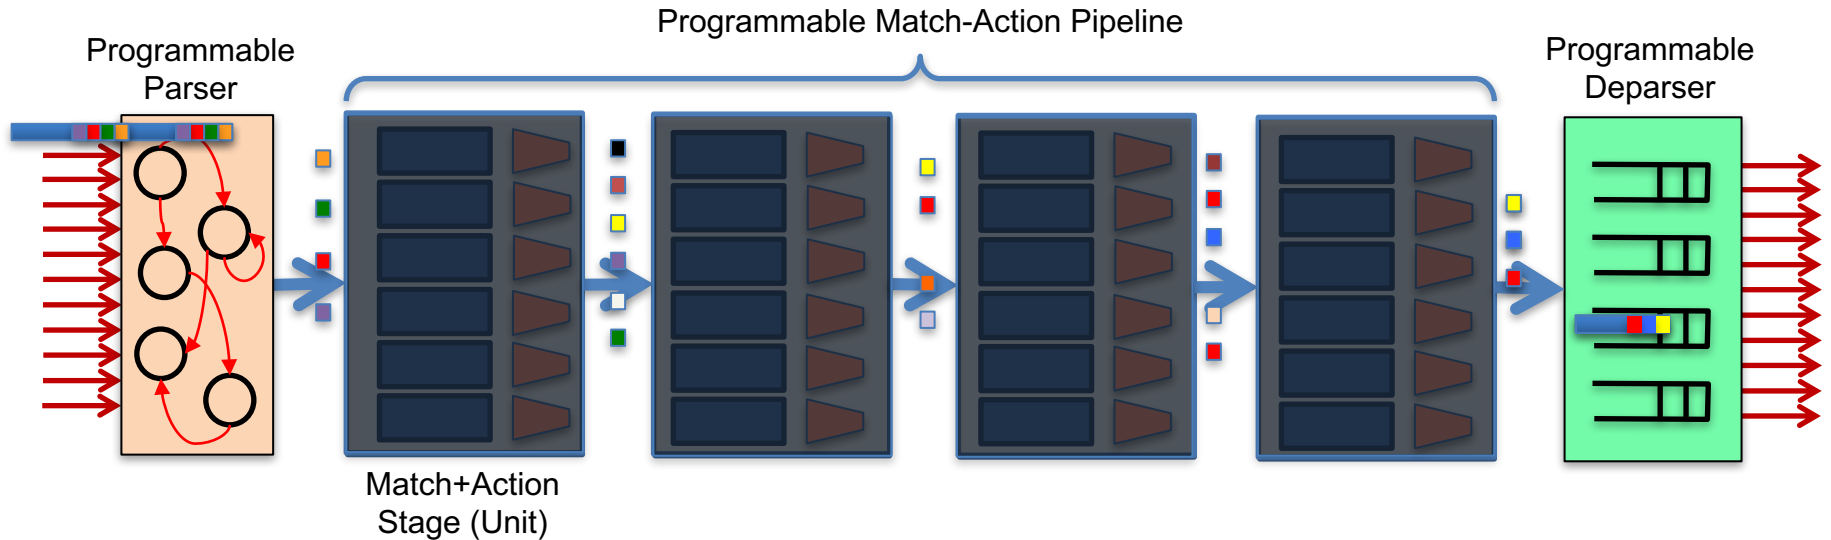 Programmable Match-Action Pipeline
Programmable
Parser
Programmable
Deparser
Match+Action
Stage (Unit)